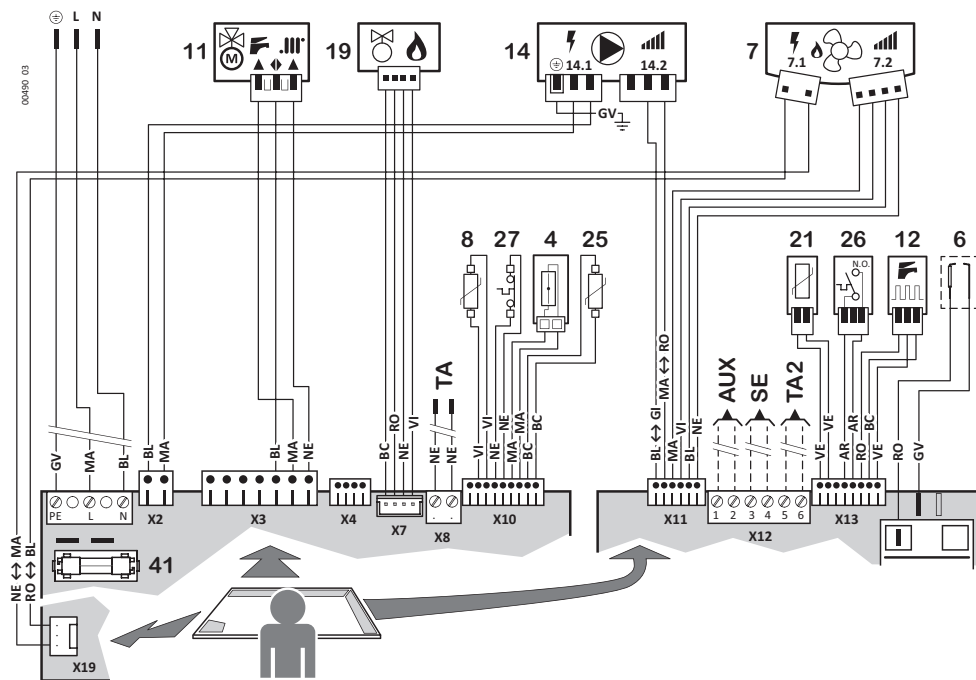 L N
11
M
19
14
14.1 14.2
GV
7
7.1 7.2
00490 03
8 27 4 25
21 26 12 6
N.O.
TA
AUX
SE
TA2
GV
MA
BL
BL
MA
BL
MA
NE
BC
RO
NE
VI
NE
NE
VI
VI
NE
NE
MA
MA
BC
BC
BL ↔ GI
MA ↔ RO
MA
VI
BL
NE
VE
VE
AR
AR
RO
BC
VE
RO
GV
PE L N
X2
X3
X4
X7
X8
X10
X11
1 2 3 4 5 6
X12
X13
41
NE ↔ MA
RO ↔ BL
X19